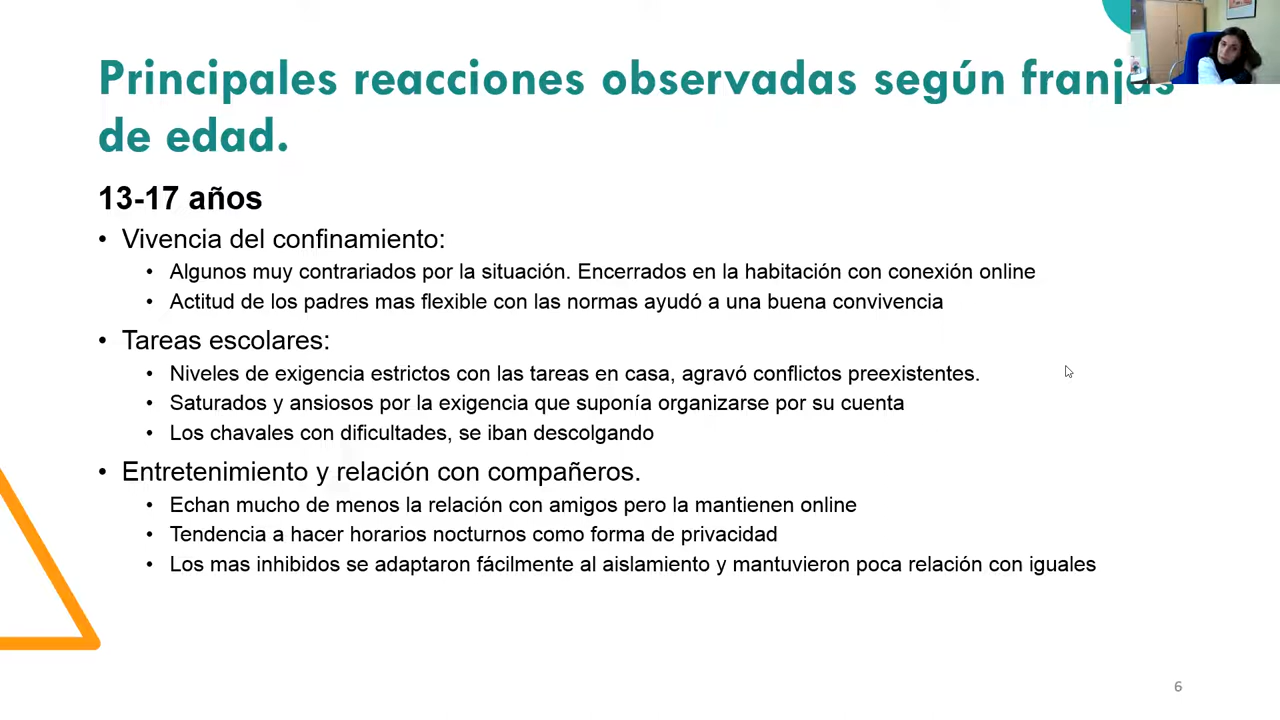 Principales reacciones observadas según franjas
de edad.
13-17 años
• Vivencia del confinamiento:
• Algunos muy contrariados por la situación. Encerrados en la habitación con conexión online
• Actitud de los padres mas flexible con las normas ayudó a una buena convivencia
• Tareas escolares:
• Niveles de exigencia estrictos con las tareas en casa, agravó conflictos preexistentes.
• Saturados y ansiosos por la exigencia que suponía organizarse por su cuenta
• Los chavales con dificultades, se iban descolgando
• Entretenimiento y relación con compañeros.
• Echan mucho de menos la relación con amigos pero la mantienen online
• Tendencia a hacer horarios nocturnos como forma de privacidad
• Los mas inhibidos se adaptaron fácilmente al aislamiento y mantuvieron poca relación con iguales
6